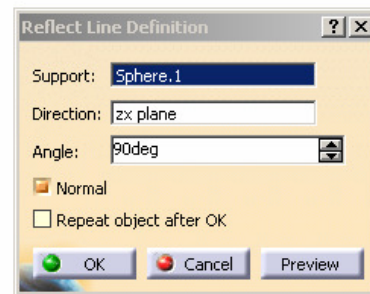 Reflect Line Definition
Support: Sphere.1
Direction: zx plane
Angle: 90deg
Normal
Repeat object after OK
OK Cancel Preview